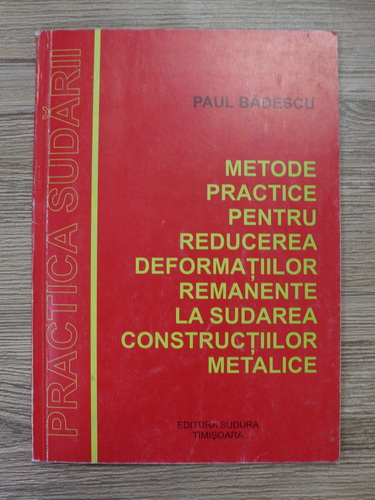 PRACTICA SUDĂRII
PAUL BĂDESCU
METODE
PRACTICE
PENTRU
REDUCEREA
DEFORMAȚIILOR
REMANENTE
LA SUDAREA
CONSTRUCȚIILOR
METALICE
EDITURA SUDURA
TIMIȘOARA